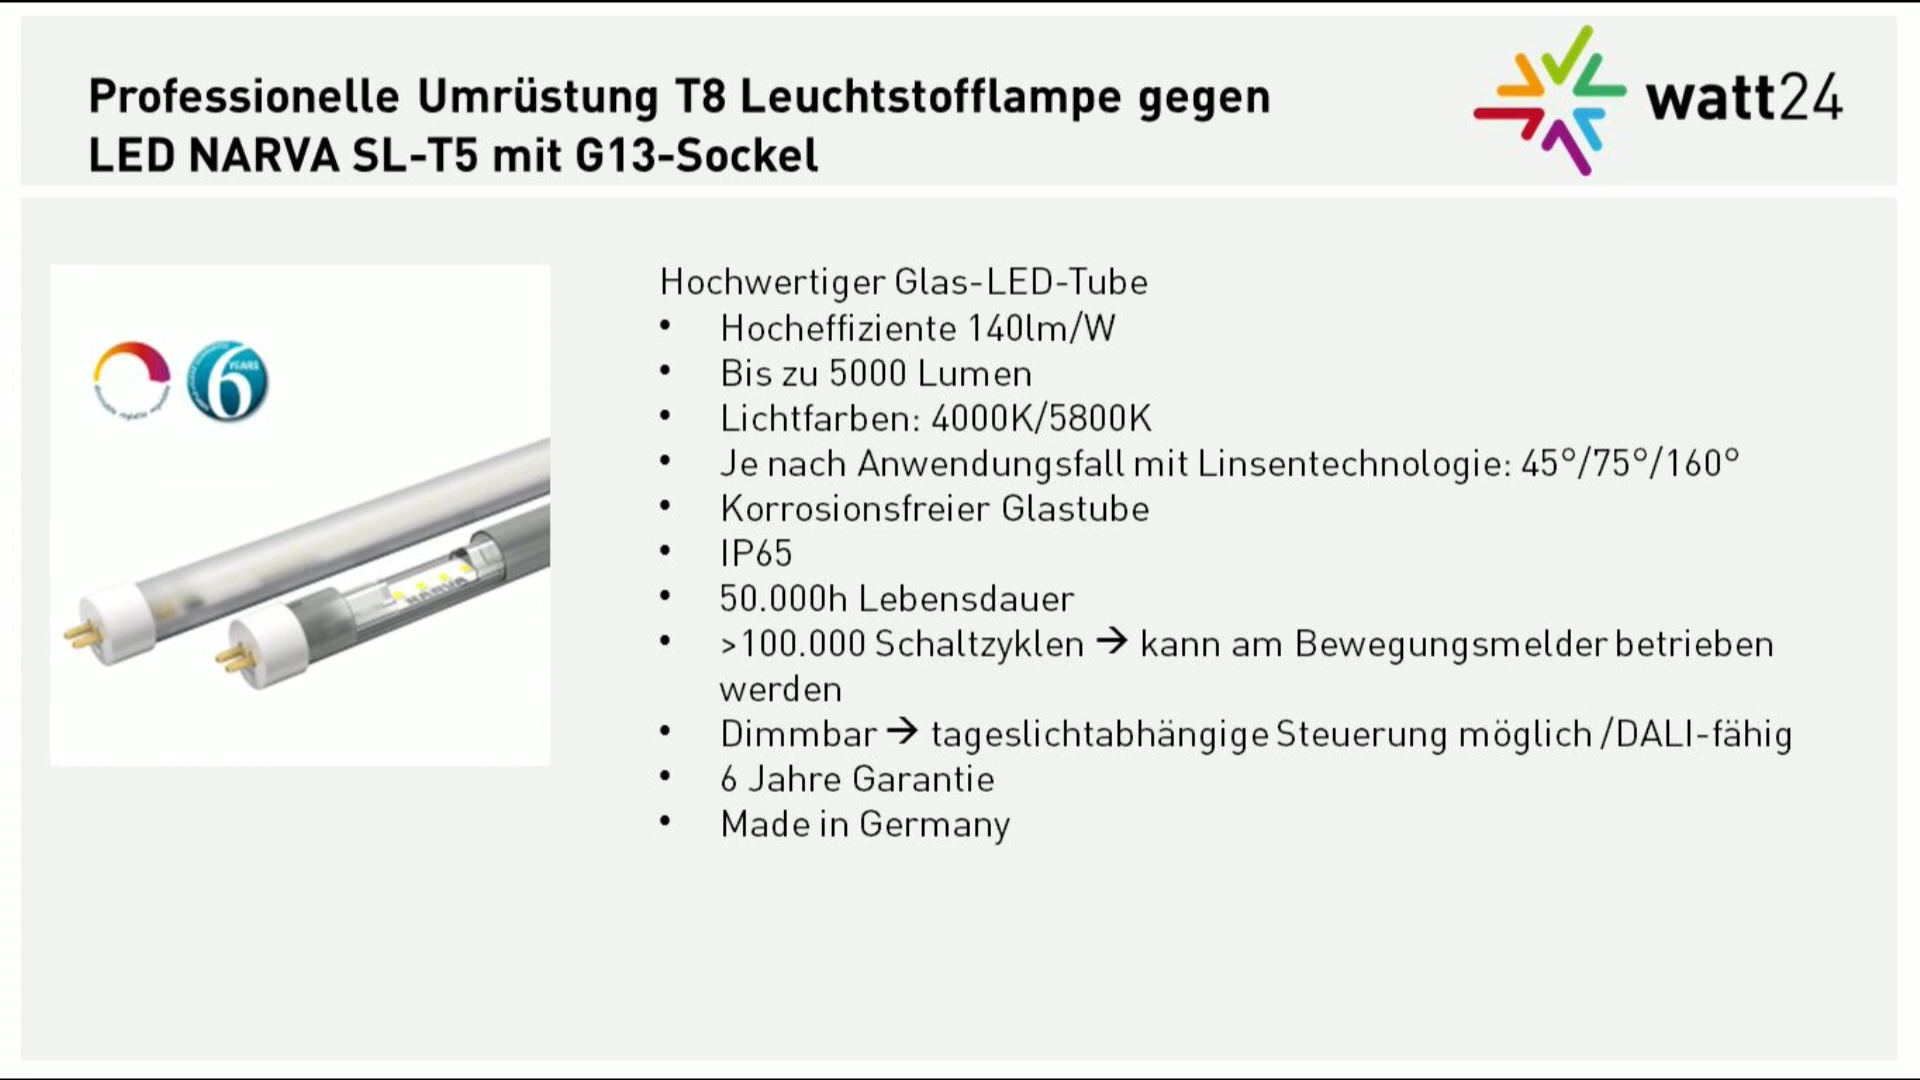 Professionelle Umrüstung T8 Leuchtstofflampe gegen
LED NARVA SL-T5 mit G13-Sockel
watt24
6 YEARS
NARVA
Hochwertiger Glas-LED-Tube
• Hocheffiziente 140lm/W
• Bis zu 5000 Lumen
• Lichtfarben: 4000K/5800K
• Je nach Anwendungsfall mit Linsentechnologie: 45°/75°/160°
• Korrosionsfreier Glastube
• IP65
• 50.000h Lebensdauer
• >100.000 Schaltzyklen → kann am Bewegungsmelder betrieben
werden
• Dimmbar → tageslichtabhängige Steuerung möglich /DALI-fähig
• 6 Jahre Garantie
• Made in Germany